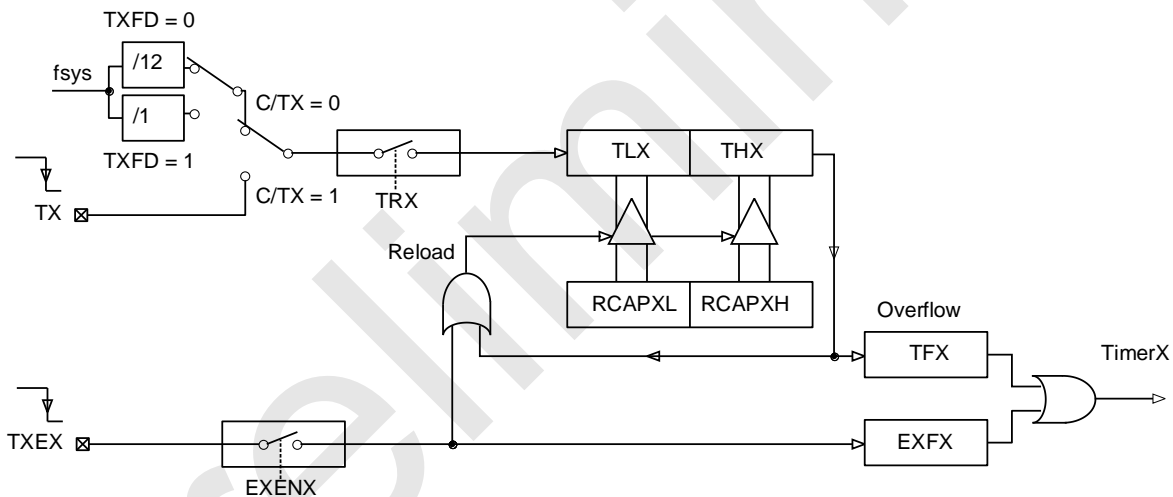 TXFD = 0
/12
fsys
C/TX = 0
/1
TXFD = 1
TLX THX
TX
C/TX = 1
TRX
Reload
RCAPXL RCAPXH
Overflow
TFX
TimerX
TXEX
EXFX
EXENX